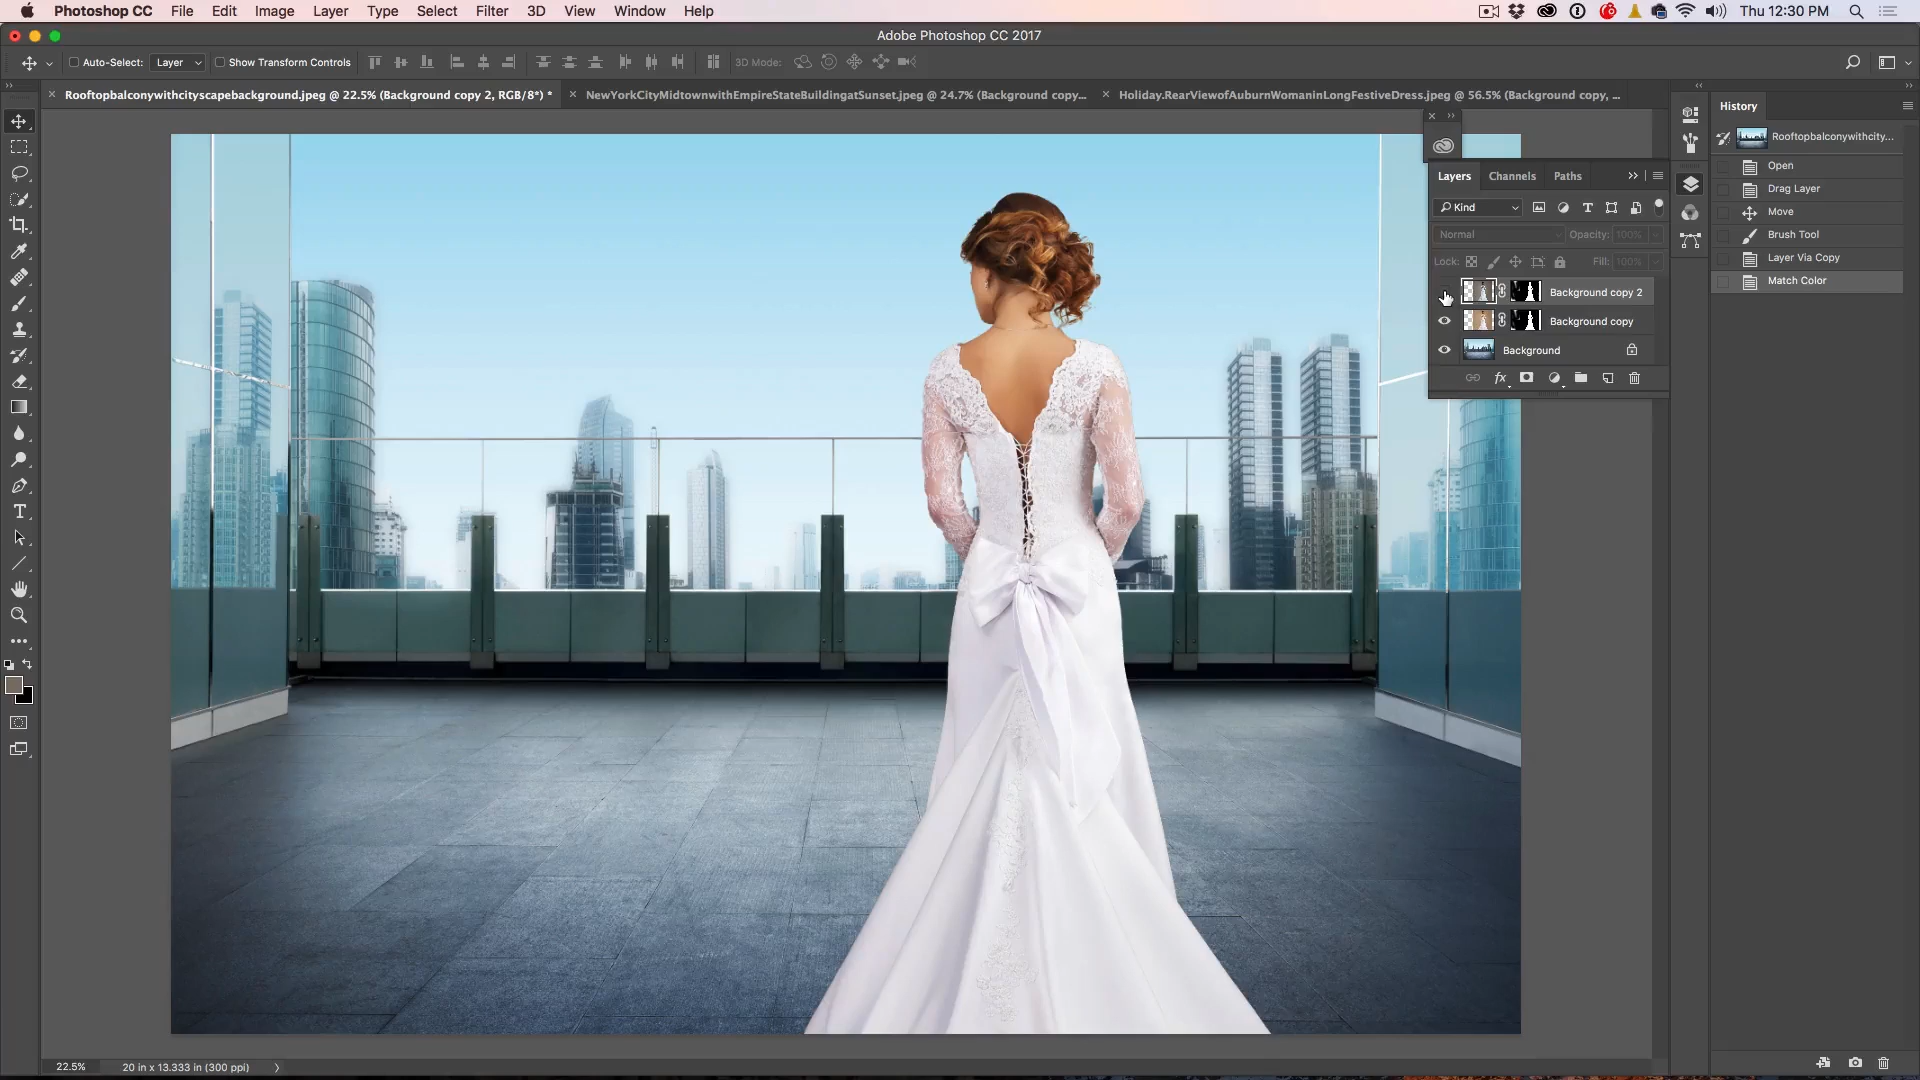 Photoshop CC File Edit Image Layer Type Select Filter 3D View Window Help Thu 12:30 PM
Adobe Photoshop CC 2017
Auto-Select: Layer Show Transform Controls 3D Mode:
Rooftopbalconywithcityscapebackground.jpeg @ 22.5% (Background copy 2, RGB/8*) * NewYorkCityMidtownwithEmpireStateBuildingatSunset.jpeg @ 24.7% (Background copy... Holiday.RearViewofAuburnWomaninLongFestiveDress.jpeg @ 56.5% (Background copy, ...
History
Rooftopbalconywithcity...
Open
Drag Layer
Move
Brush Tool
Layer Via Copy
Match Color
Layers Channels Paths
Kind
Normal Opacity: 100%
Lock: Fill: 100%
Background copy 2
Background copy
Background
22.5% 20 in x 13.333 in (300 ppi)